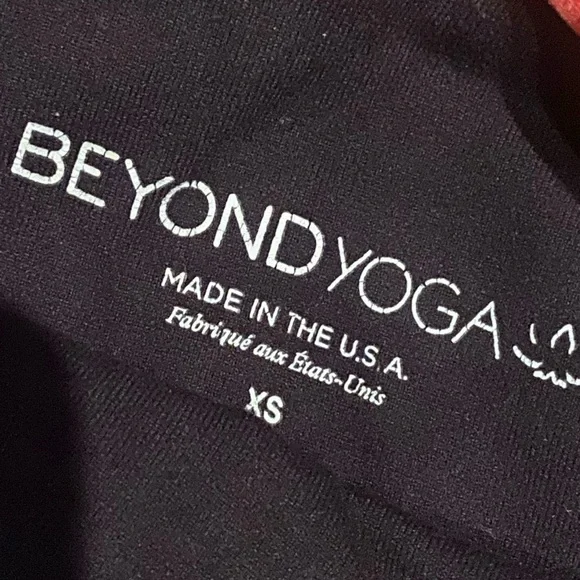 BEYOND YOGA
MADE IN THE U.S.A.
Fabriqué aux États-Unis
XS